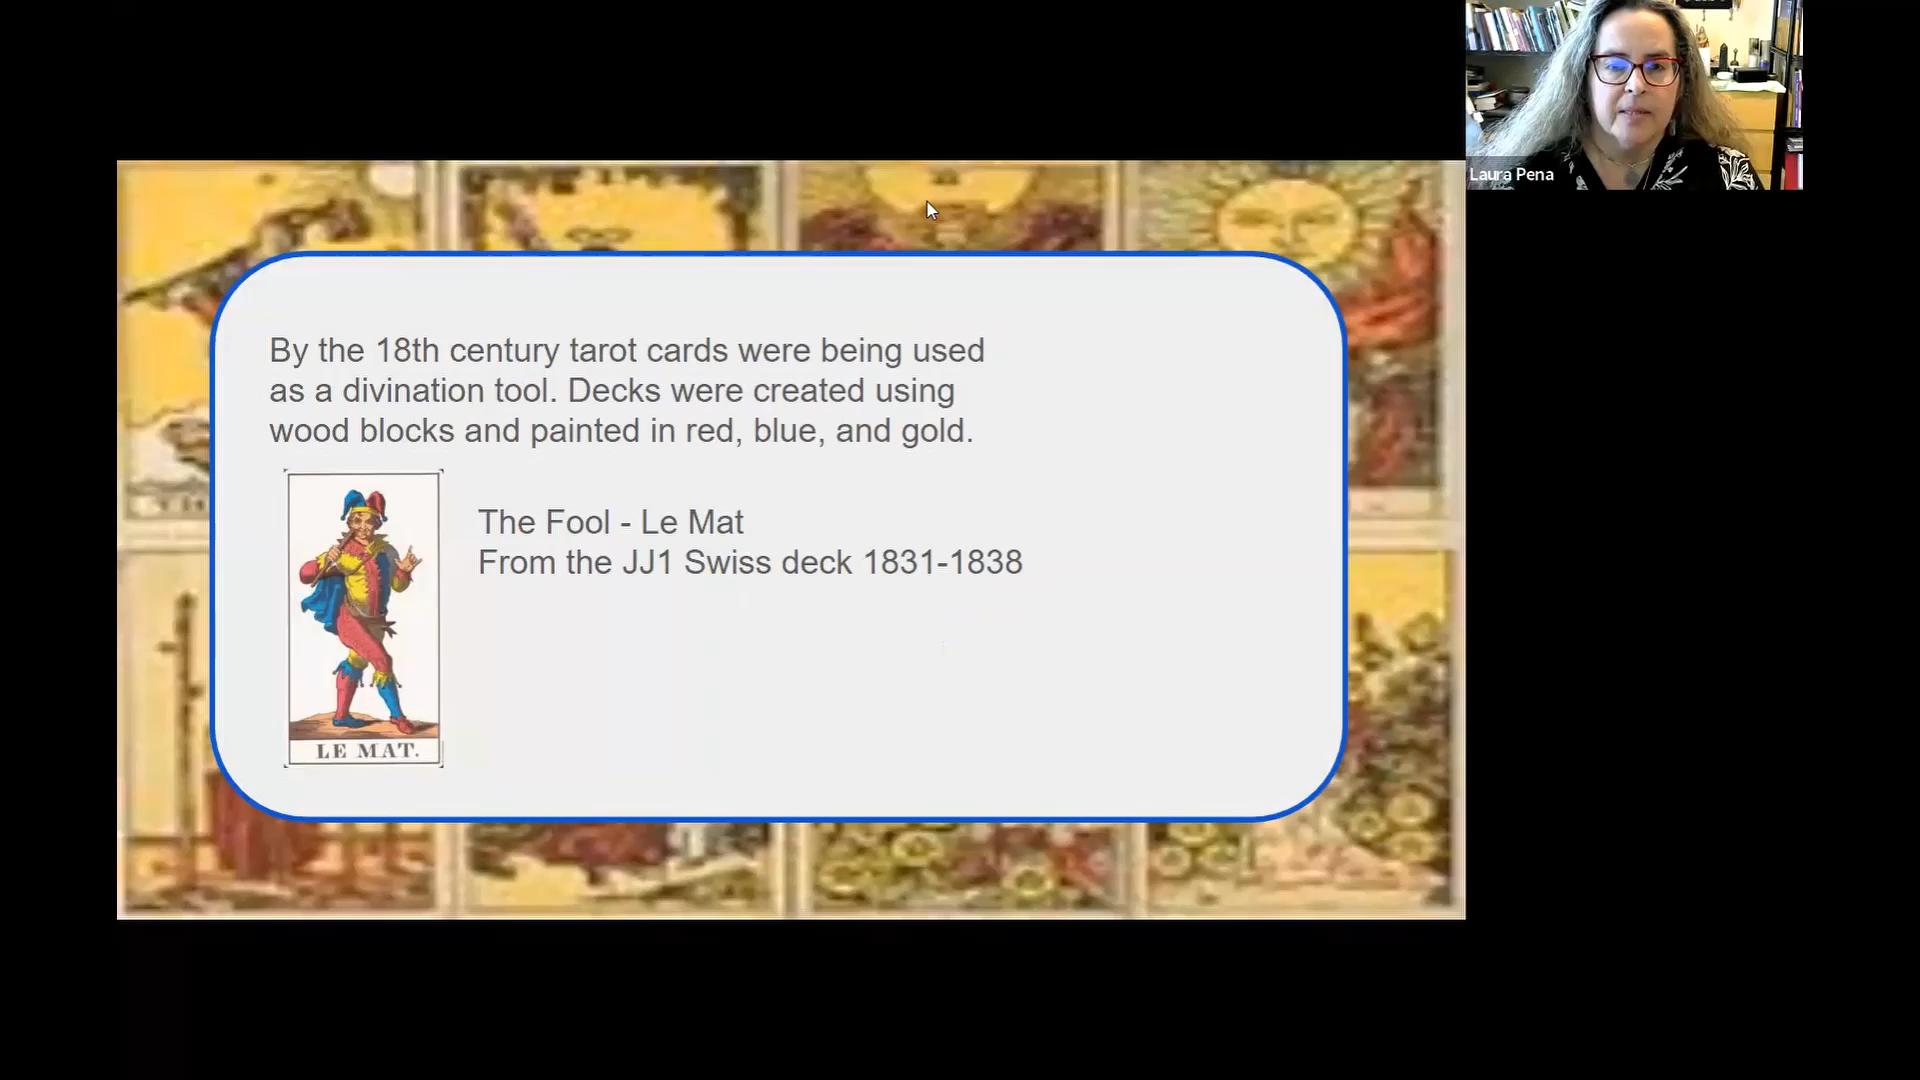 Laura Pena
By the 18th century tarot cards were being used
as a divination tool. Decks were created using
wood blocks and painted in red, blue, and gold.
The Fool - Le Mat
From the JJ1 Swiss deck 1831-1838
LE MAT.